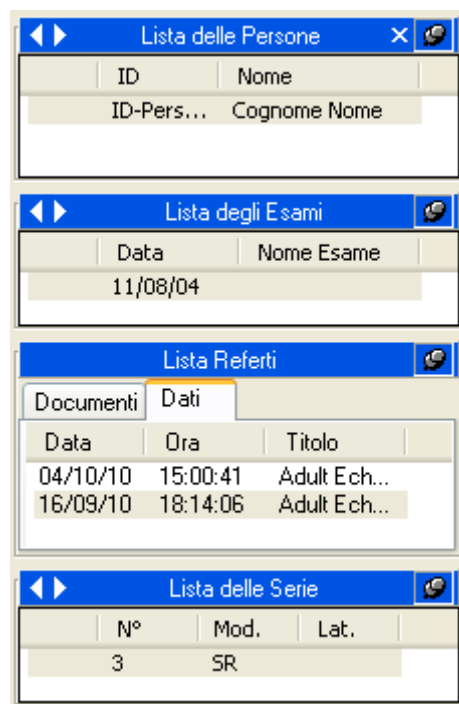 Lista delle Persone
ID Nome
ID-Pers... Cognome Nome
Lista degli Esami
Data Nome Esame
11/08/04
Lista Referti
Documenti Dati
Data Ora Titolo
04/10/10 15:00:41 Adult Ech...
16/09/10 18:14:06 Adult Ech...
Lista delle Serie
N° Mod. Lat.
3 SR